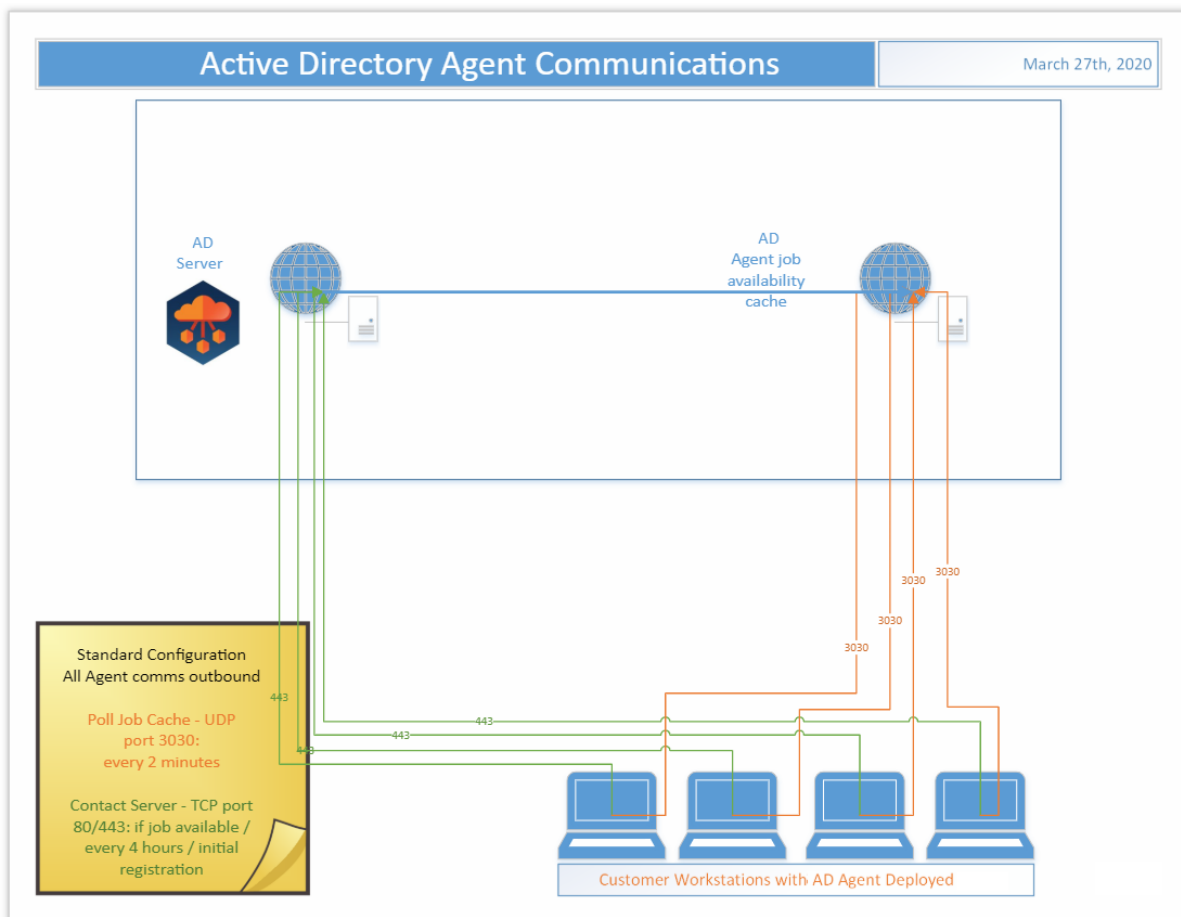 Active Directory Agent Communications
March 27th, 2020
AD
Server
AD
Agent job
availability
cache
3030
3030
3030
3030
Standard Configuration
All Agent comms outbound
Poll Job Cache - UDP
port 3030:
every 2 minutes
Contact Server - TCP port
80/443: if job available /
every 4 hours / initial
registration
443
443
443
443
Customer Workstations with AD Agent Deployed